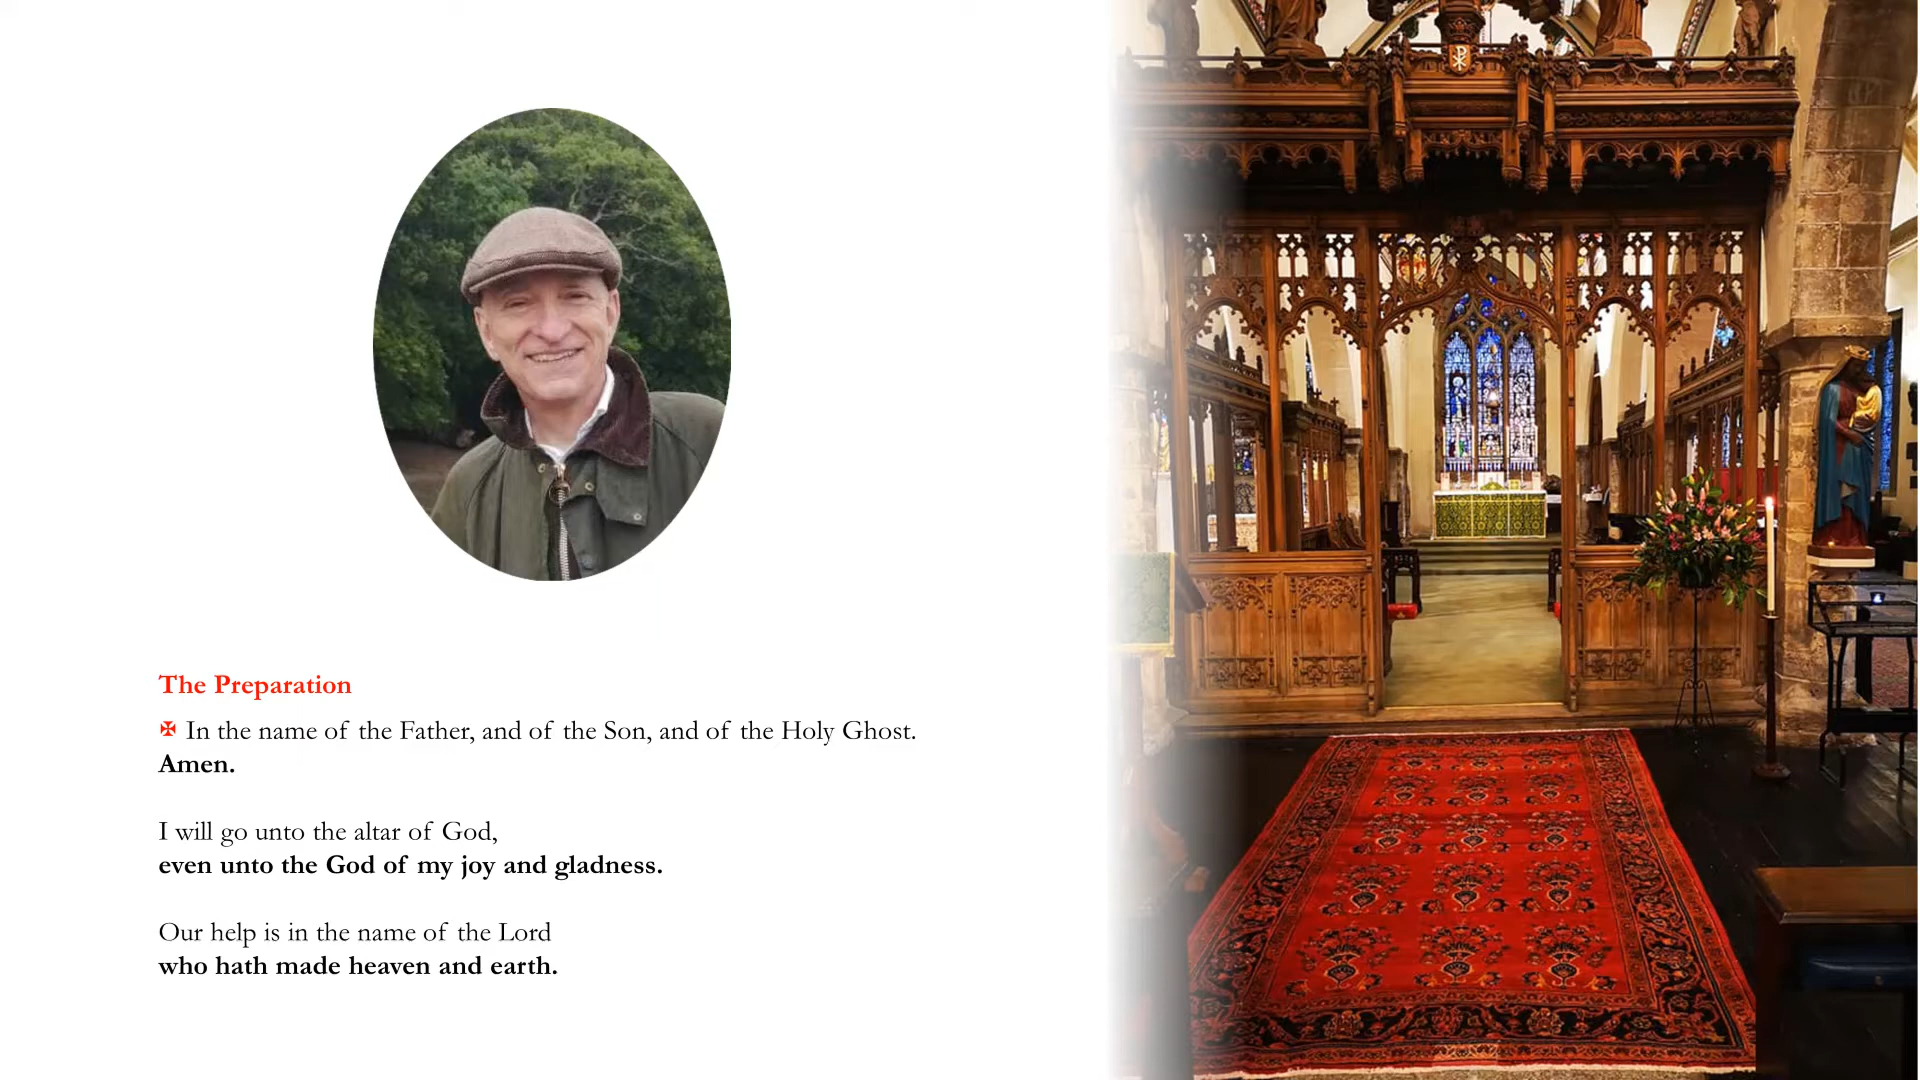 The Preparation
✠ In the name of the Father, and of the Son, and of the Holy Ghost.
Amen.
I will go unto the altar of God,
even unto the God of my joy and gladness.
Our help is in the name of the Lord
who hath made heaven and earth.